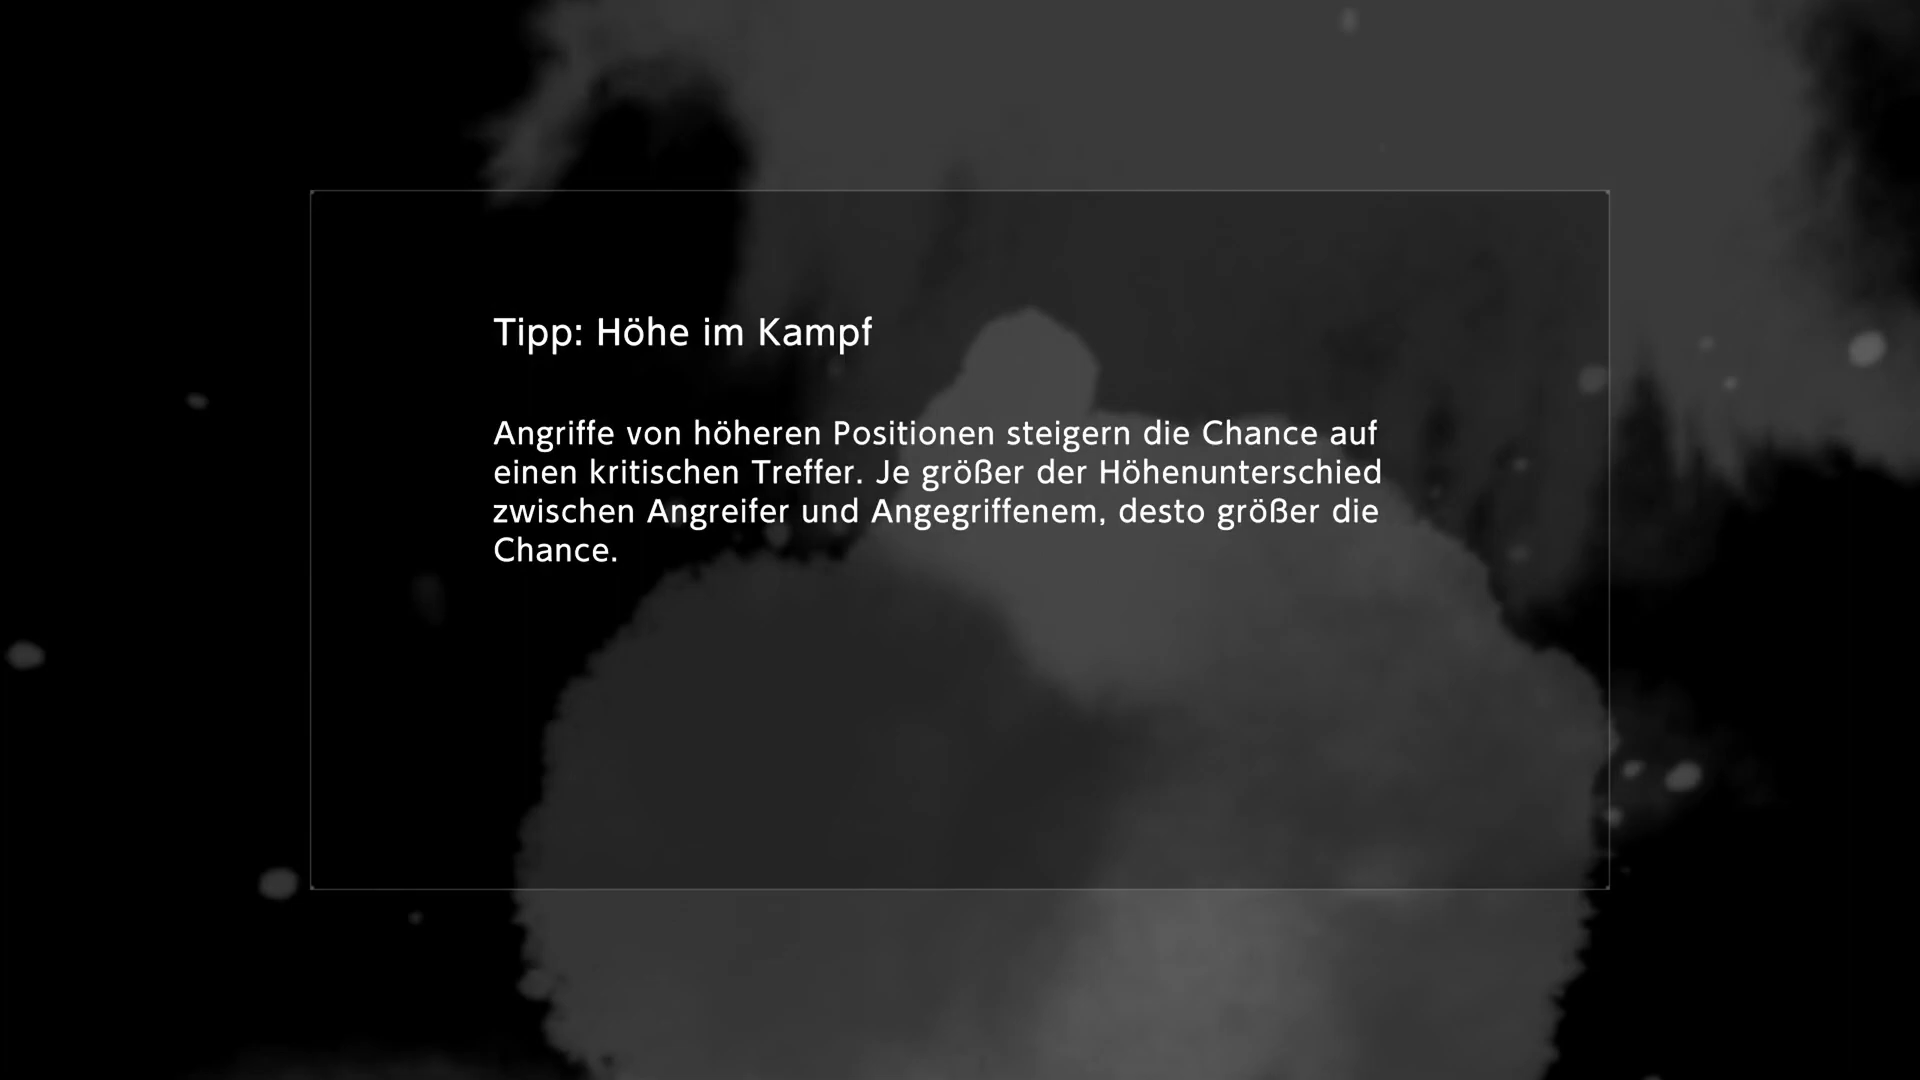 Tipp: Höhe im Kampf
Angriffe von höheren Positionen steigern die Chance auf
einen kritischen Treffer. Je größer der Höhenunterschied
zwischen Angreifer und Angegriffenem, desto größer die
Chance.